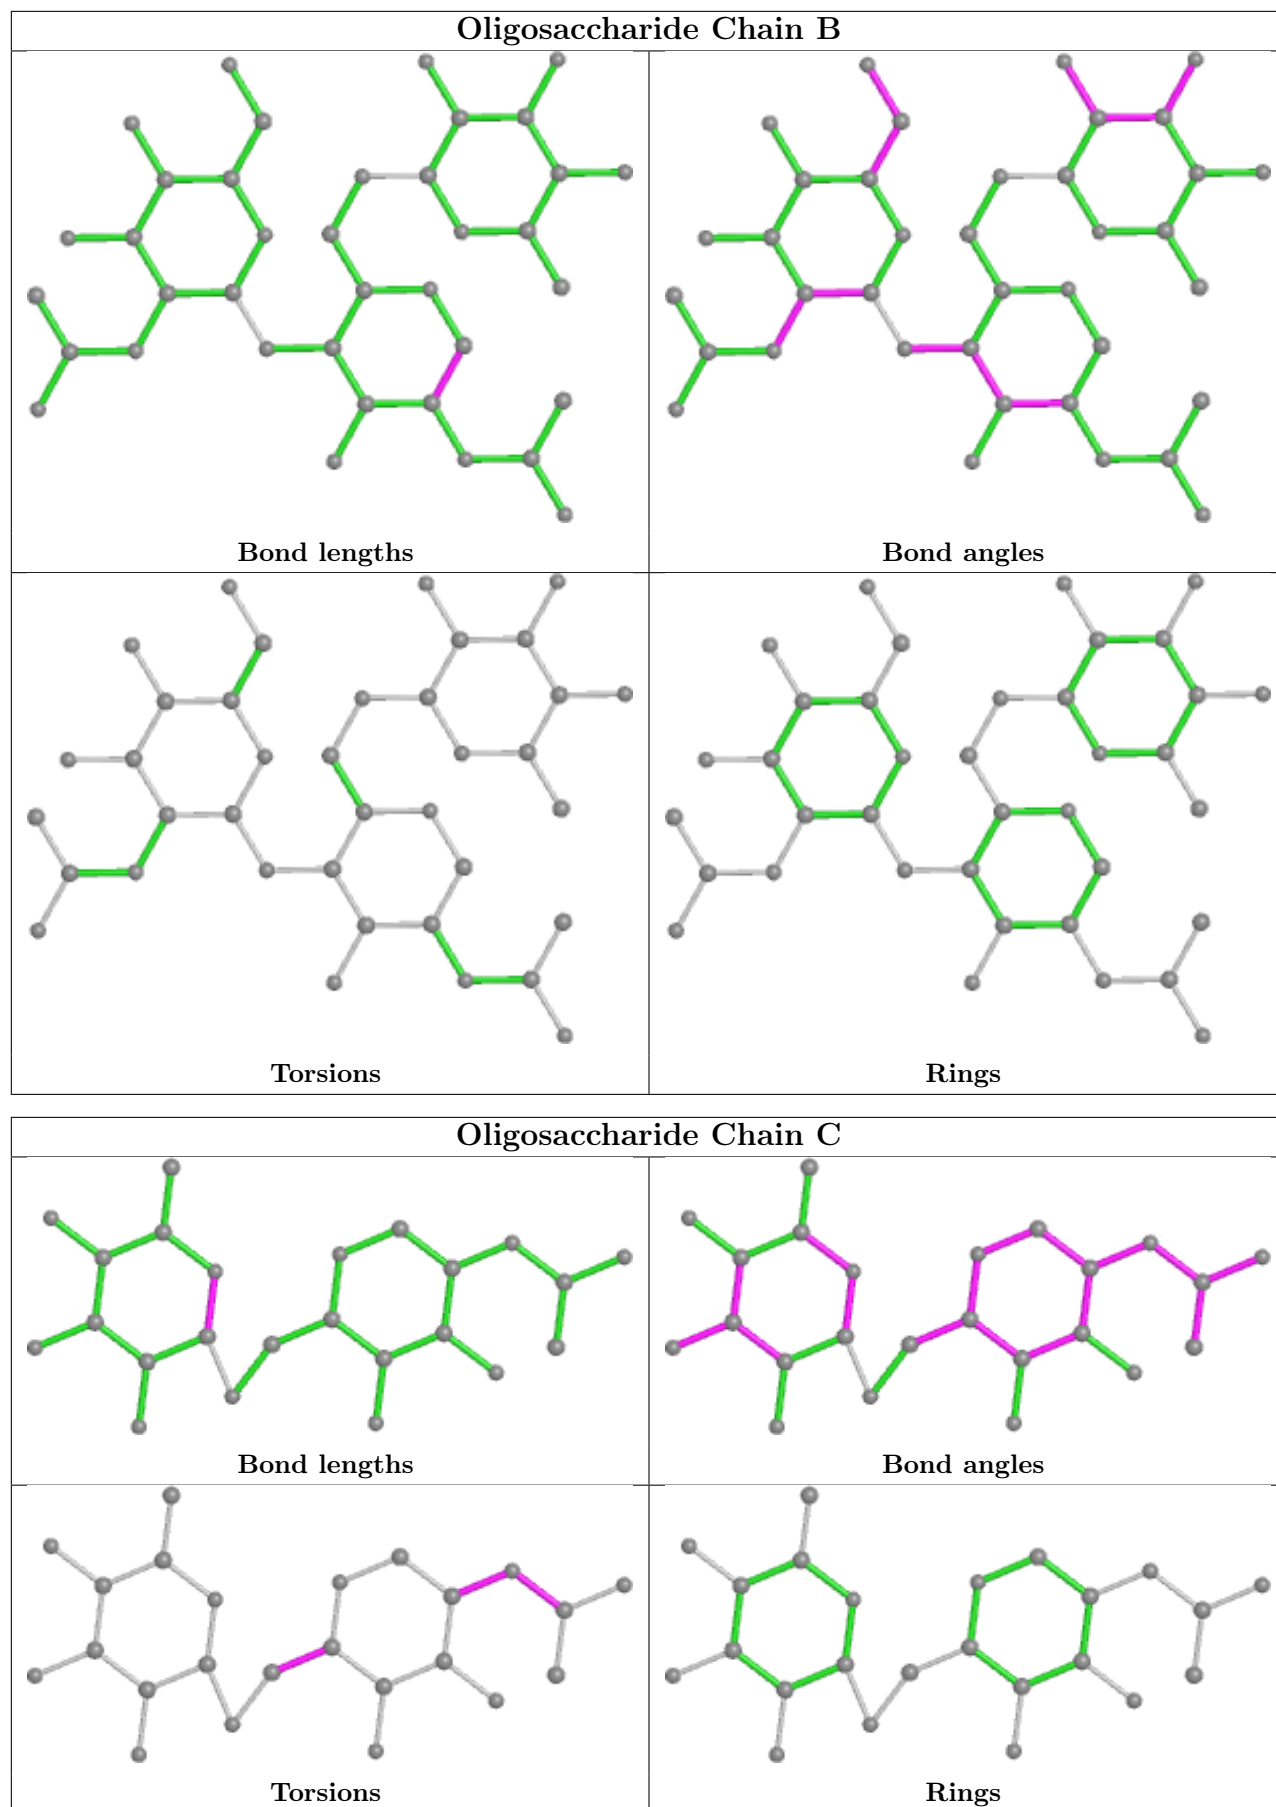 Oligosaccharide Chain B
Bond lengths
Bond angles
Torsions
Rings
Oligosaccharide Chain C
Bond lengths
Bond angles
Torsions
Rings